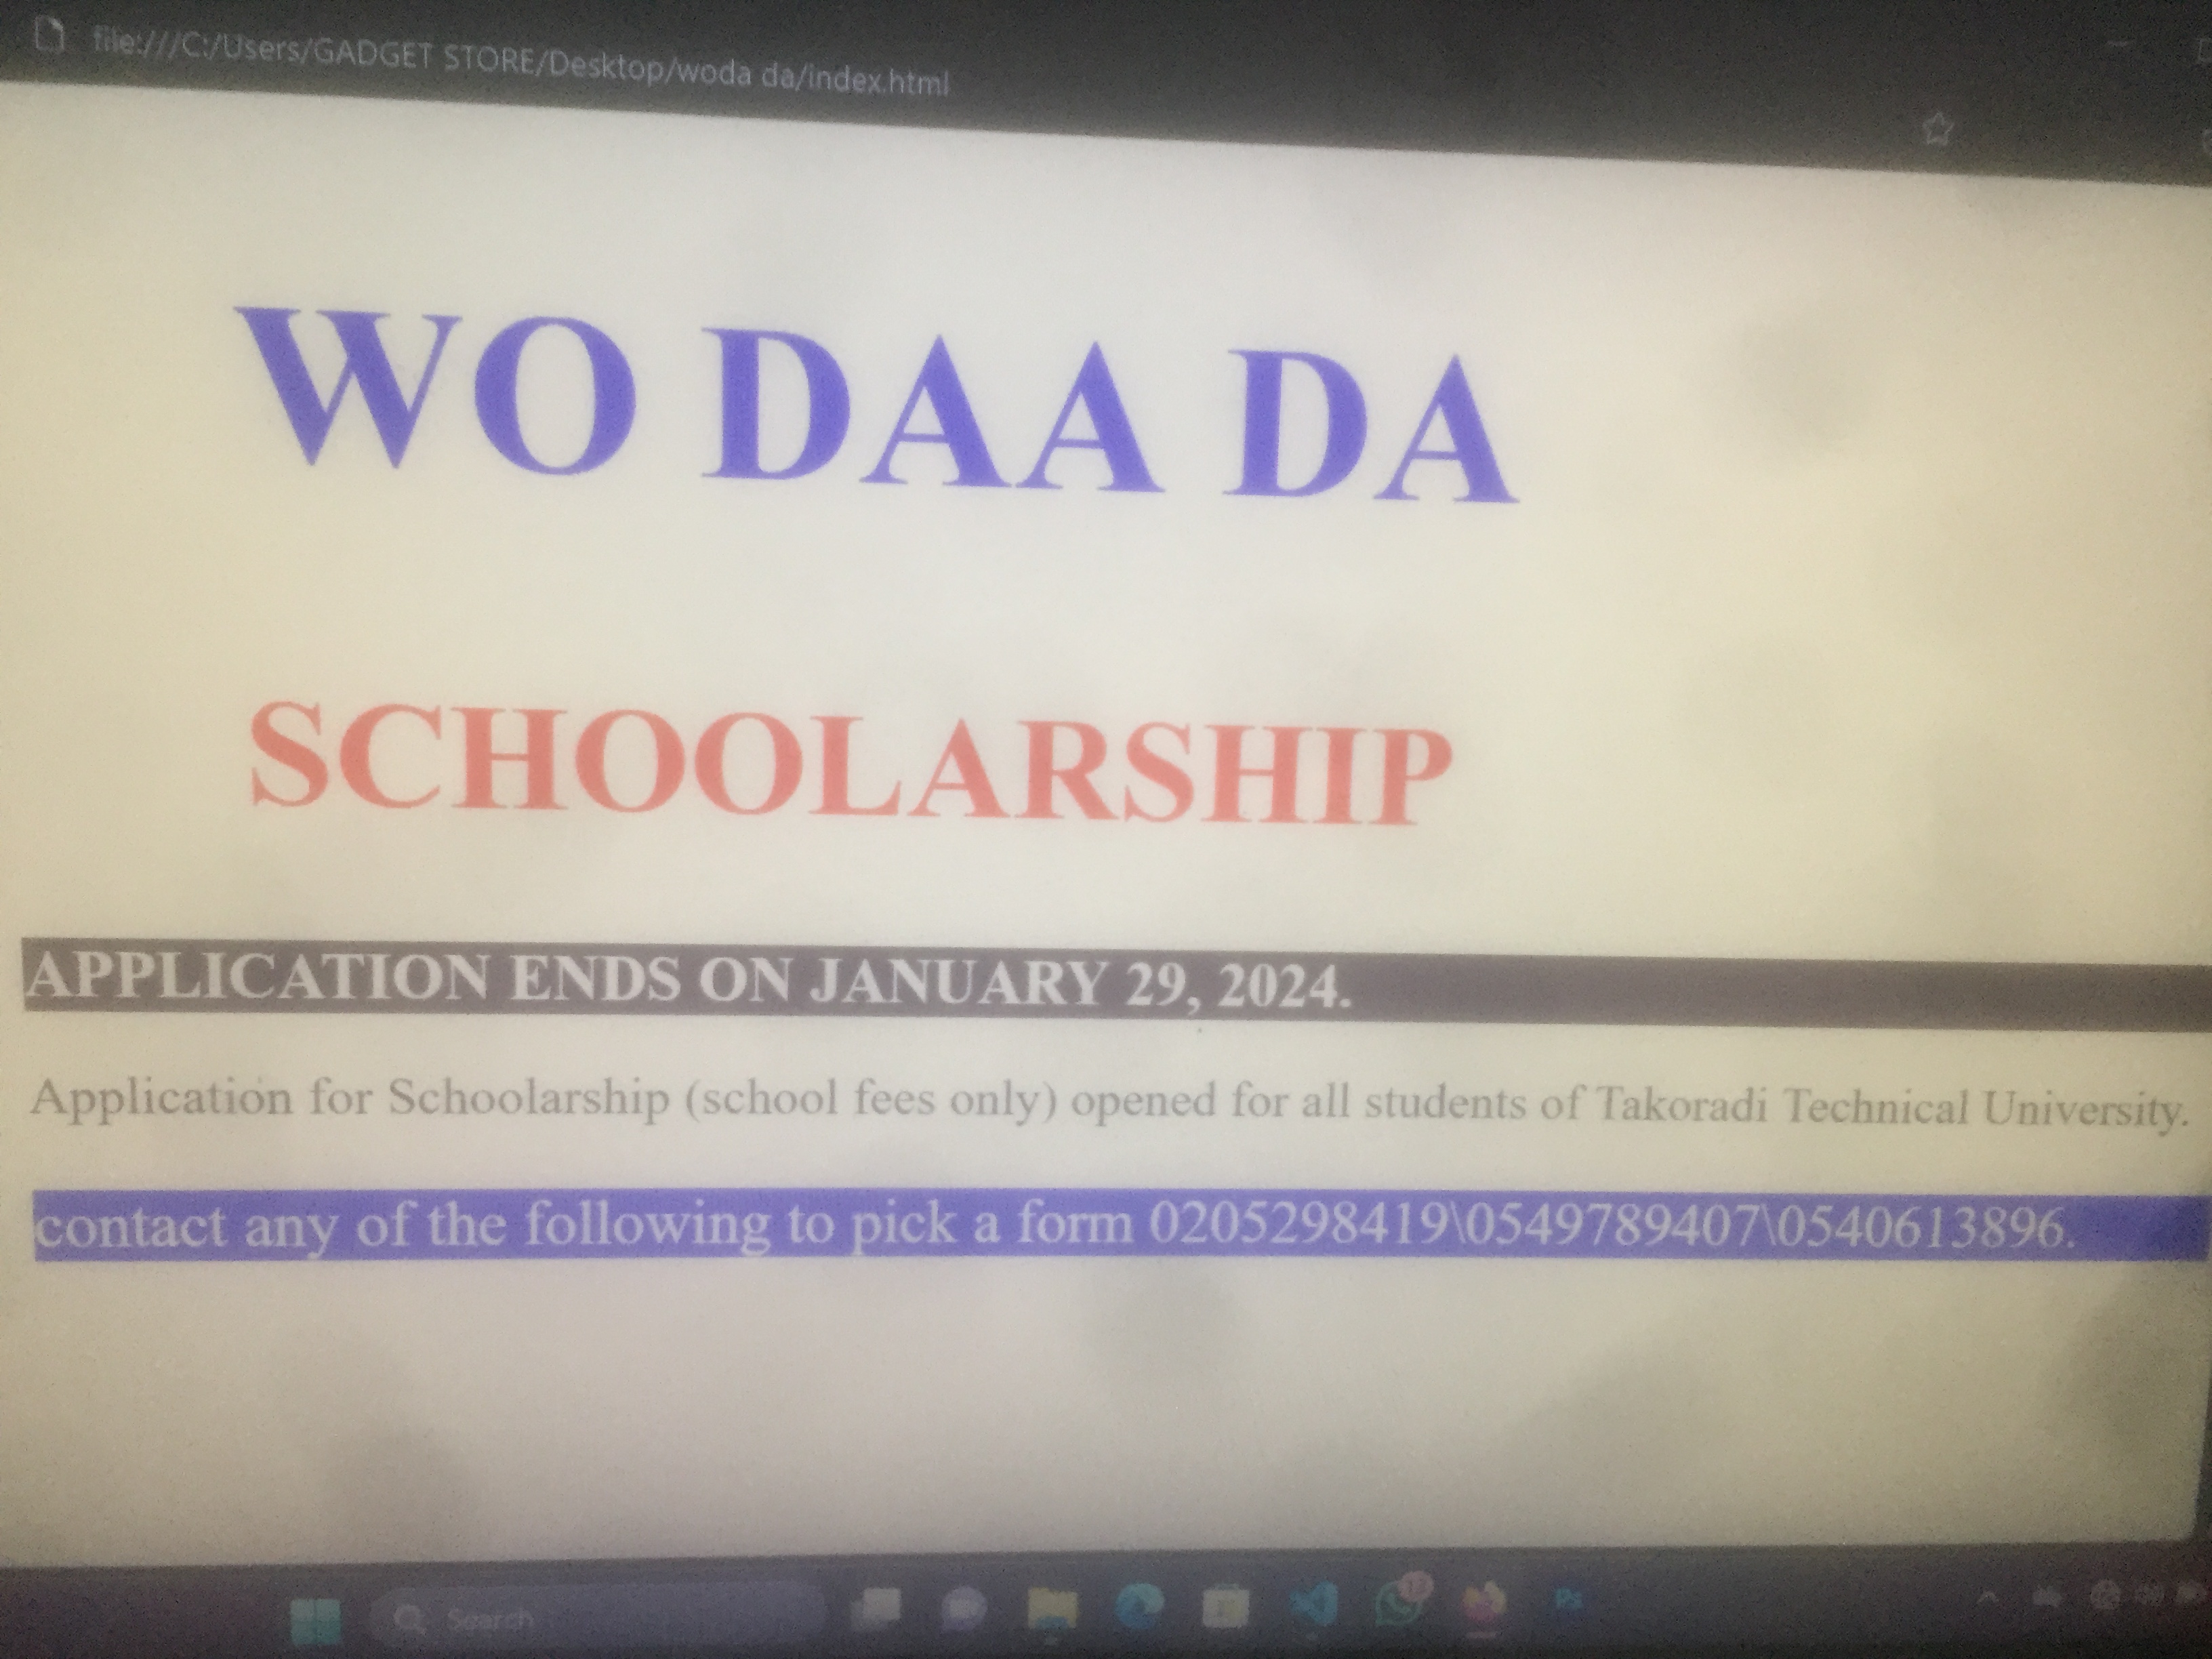 file:///C:/Users/GADGET STORE/Desktop/woda da/index.html
WO DAA DA
SCHOOLARSHIP
APPLICATION ENDS ON JANUARY 29, 2024.
Application for Schoolarship (school fees only) opened for all students of Takoradi Technical University.
contact any of the following to pick a form 0205298419\0549789407\0540613896.
Search
13
Ps